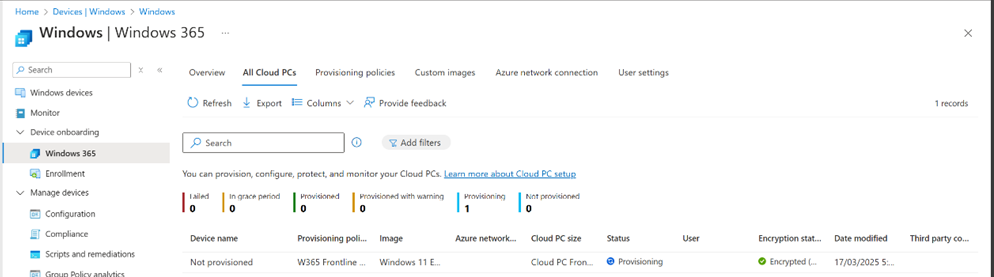 Home > Devices | Windows > Windows
Windows | Windows 365 ...
Search
Windows devices
Monitor
Device onboarding
Windows 365
Enrollment
Manage devices
Configuration
Compliance
Scripts and remediations
Group Policy analytics
Overview All Cloud PCs Provisioning policies Custom images Azure network connection User settings
Refresh Export Columns Provide feedback 1 records
Search Add filters
You can provision, configure, protect, and monitor your Cloud PCs. Learn more about Cloud PC setup
Failed In grace period Provisioned Provisioned with warning Provisioning Not provisioned
0 0 0 0 1 0
Device name Provisioning poli... Image Azure network... Cloud PC size Status User Encryption stat... Date modified Third party co...
Not provisioned W365 Frontline ... Windows 11 E... Cloud PC Fron... Provisioning Encrypted (... 17/03/2025 5:...